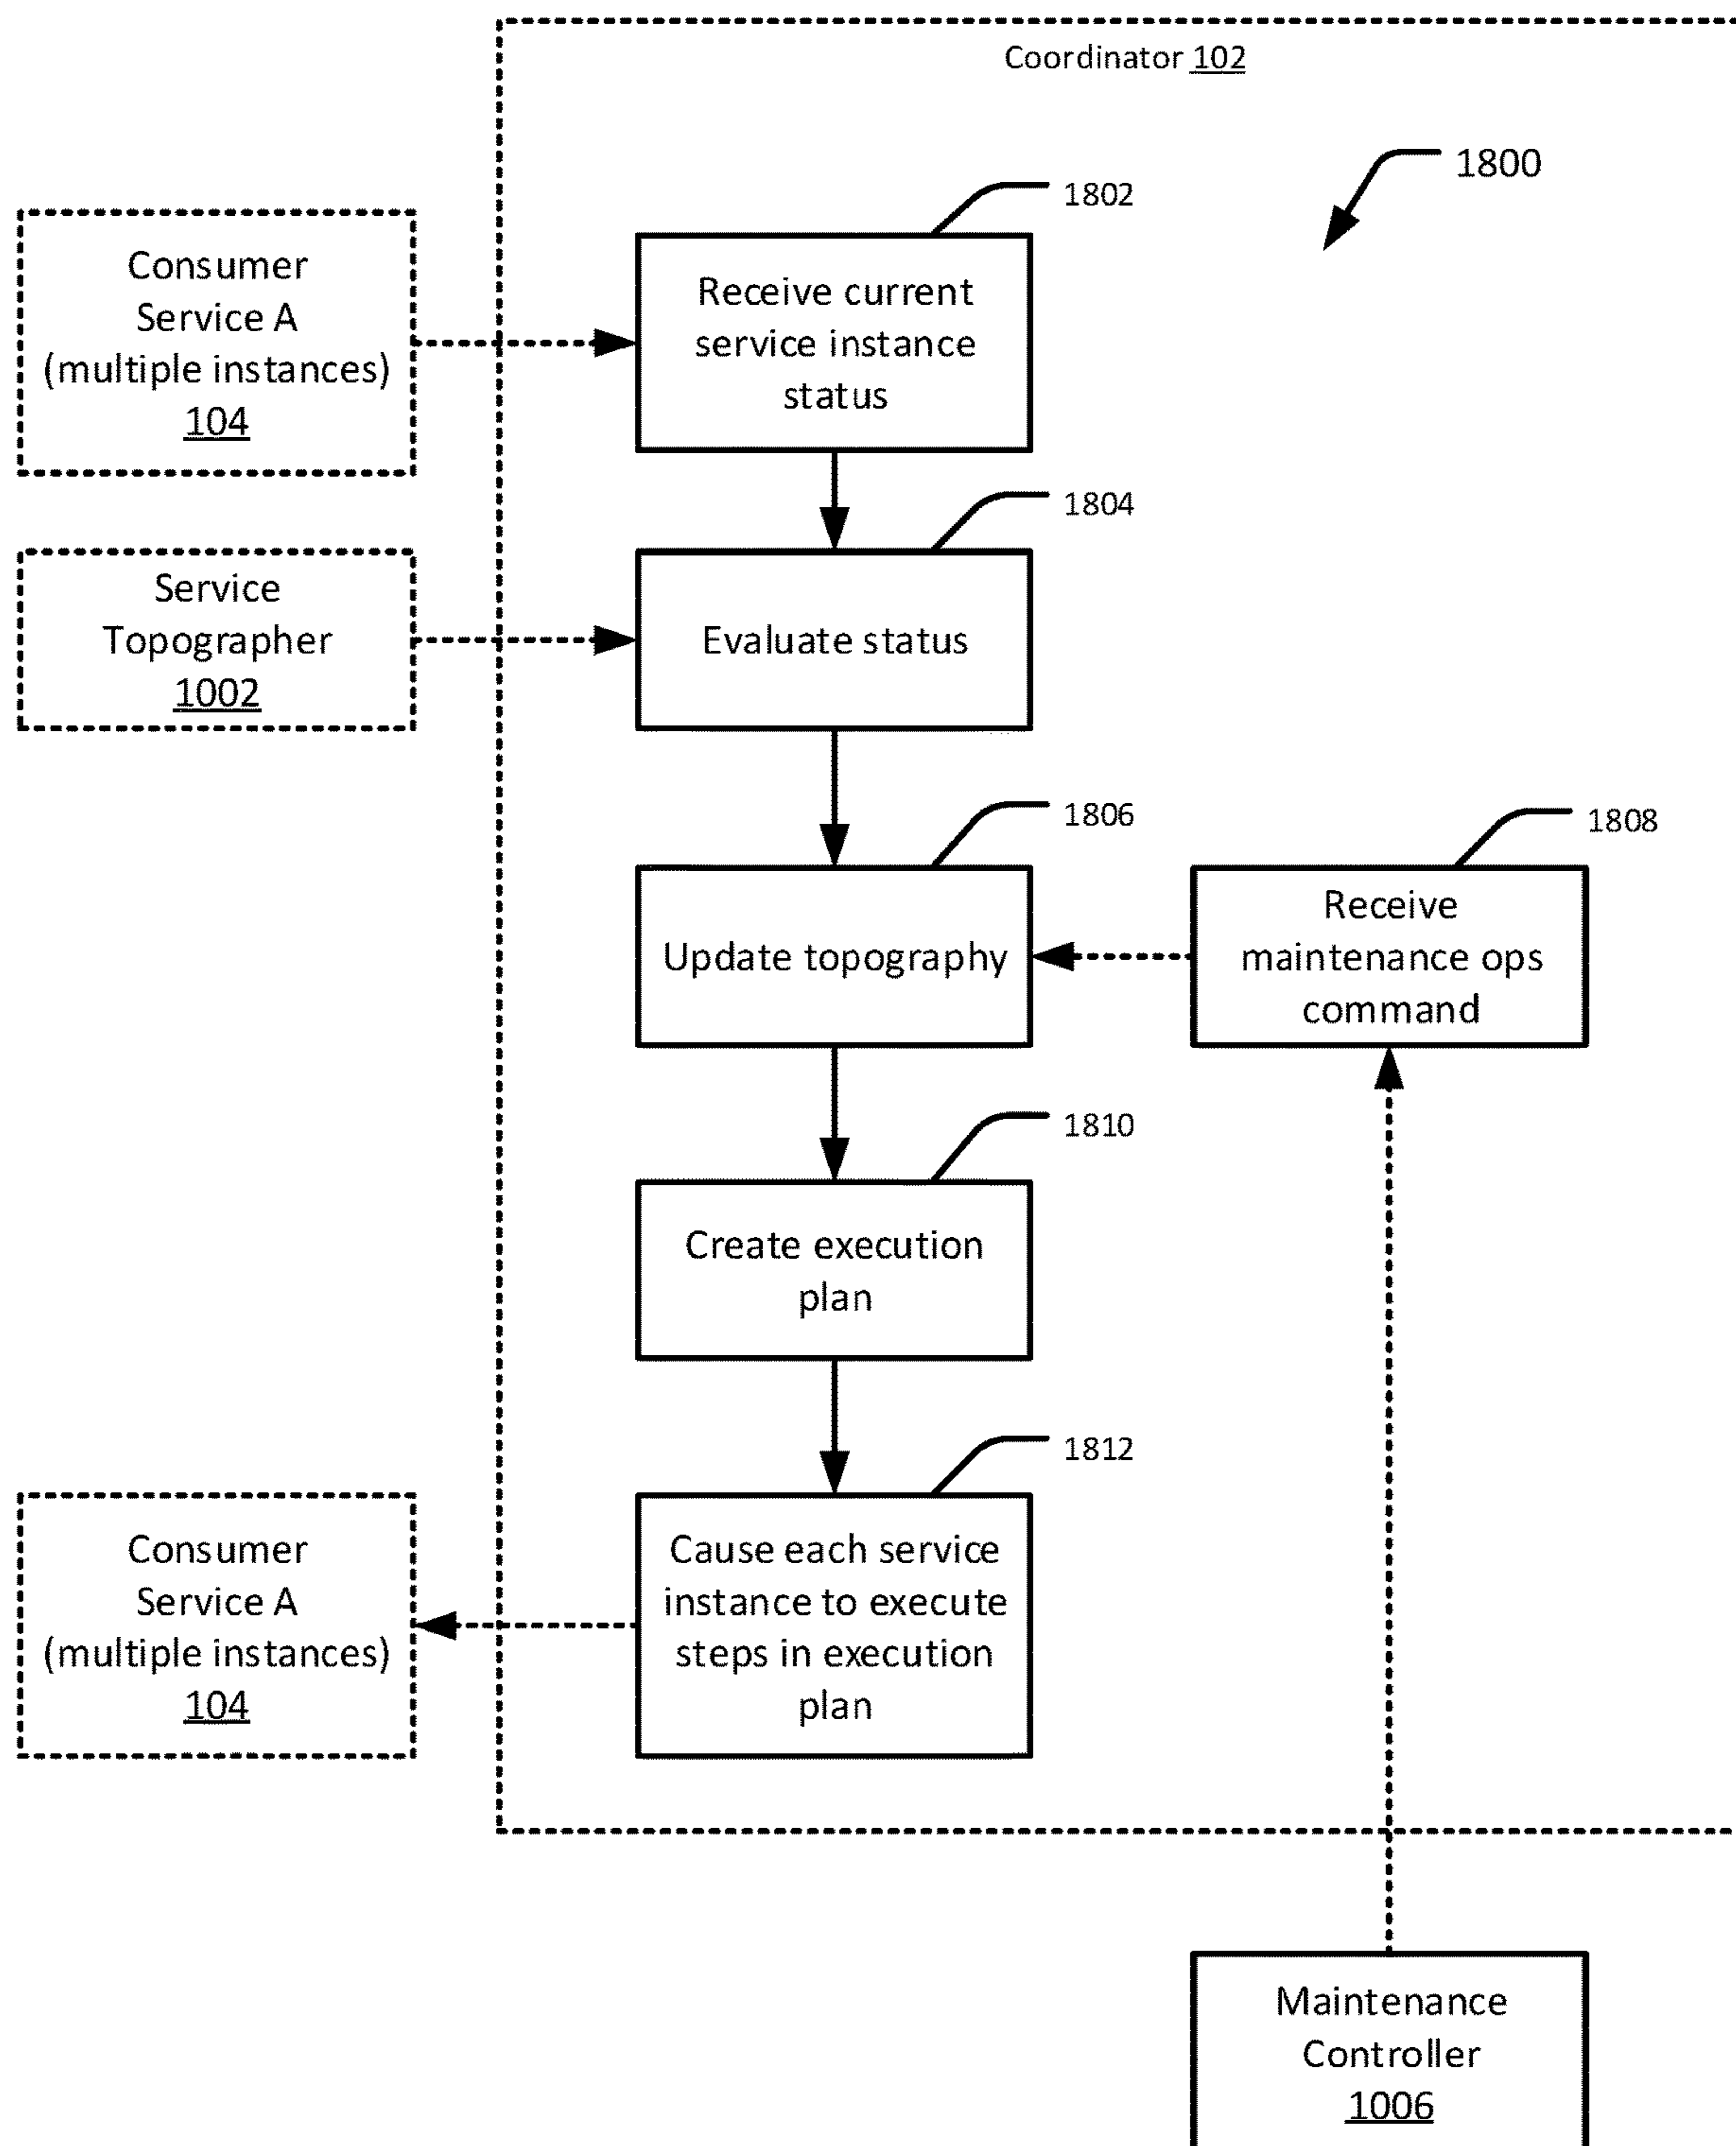 Coordinator 102
1800
1802
Consumer
Service A
(multiple instances)
104
Receive current
service instance
status
1804
Service
Topographer
1002
Evaluate status
1806
1808
Update topography
Receive
maintenance ops
command
1810
Create execution
plan
1812
Consumer
Service A
(multiple instances)
104
Cause each service
instance to execute
steps in execution
plan
Maintenance
Controller
1006